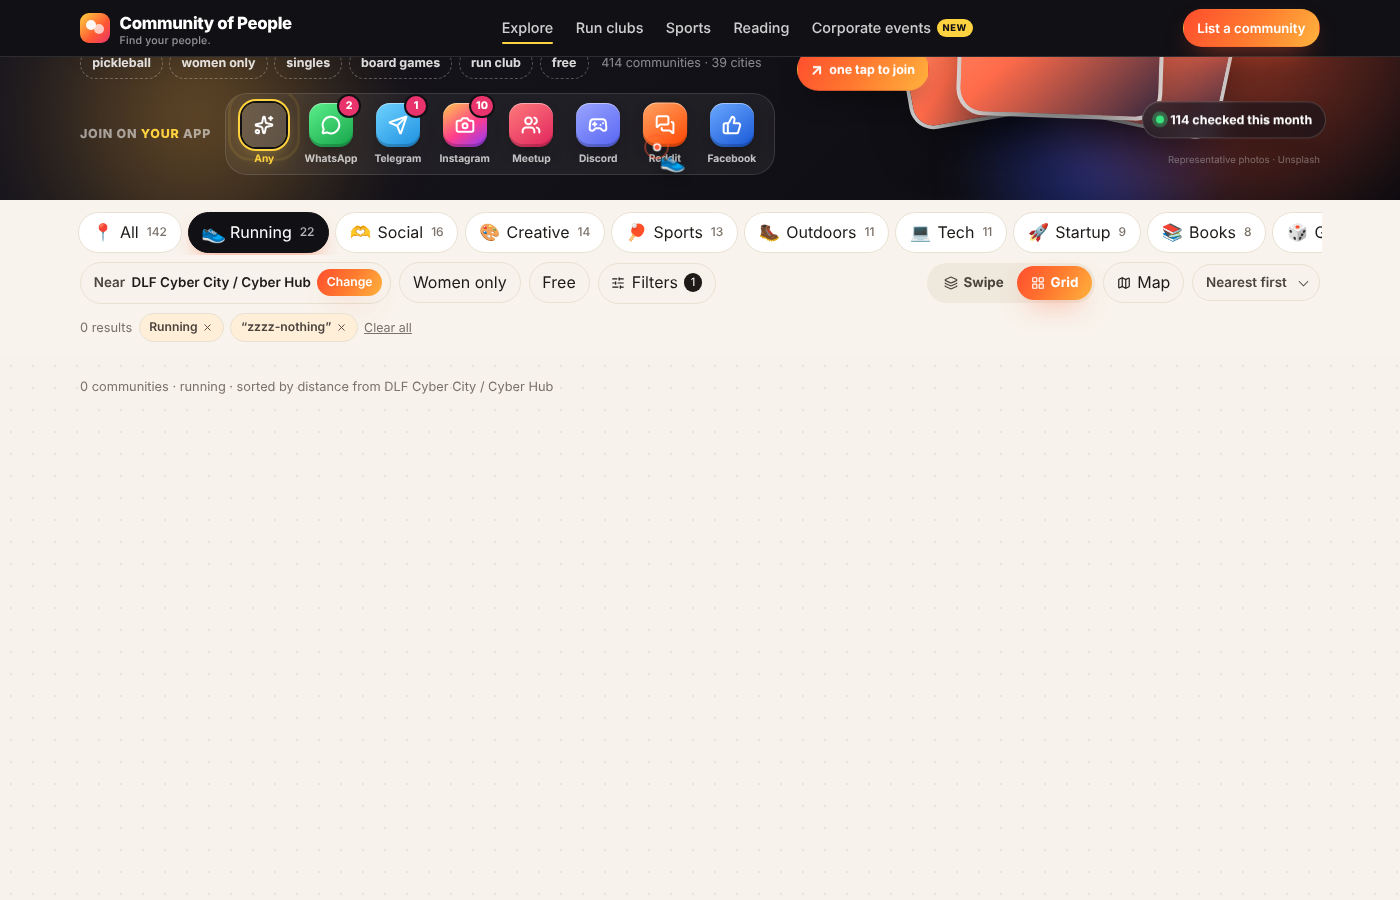 Community of People
Find your people.
Explore
Run clubs
Sports
Reading
Corporate events NEW
List a community
pickleball
women only
singles
board games
run club
free
414 communities · 39 cities
one tap to join
114 checked this month
Representative photos · Unsplash
JOIN ON YOUR APP
2
1
10
Any
WhatsApp
Telegram
Instagram
Meetup
Discord
Reddit
Facebook
All 142
Running 22
Social 16
Creative 14
Sports 13
Outdoors 11
Tech 11
Startup 9
Books 8
Near DLF Cyber City / Cyber Hub Change
Women only
Free
Filters 1
Swipe
Grid
Map
Nearest first
0 results
Running ×
“zzzz-nothing” ×
Clear all
0 communities · running · sorted by distance from DLF Cyber City / Cyber Hub